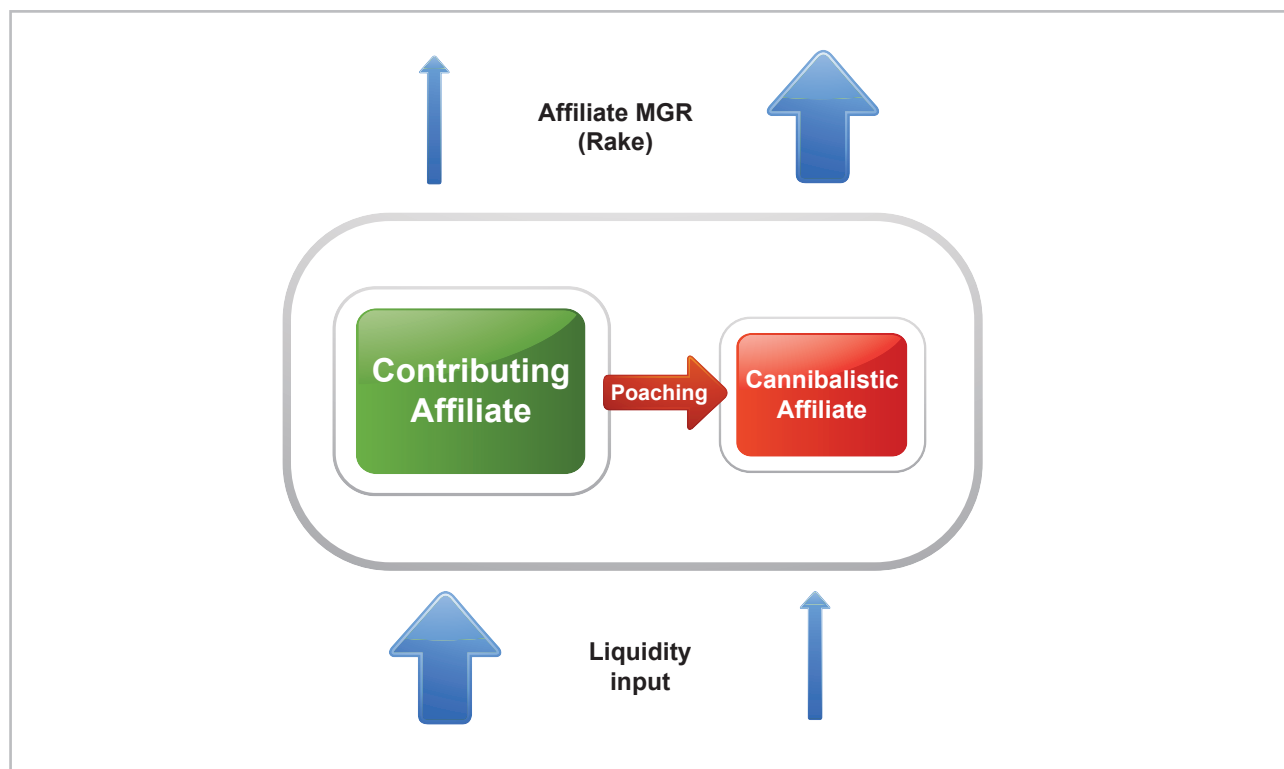 Affiliate MGR
(Rake)
Contributing
Affiliate
Poaching
Cannibalistic
Affiliate
Liquidity
input